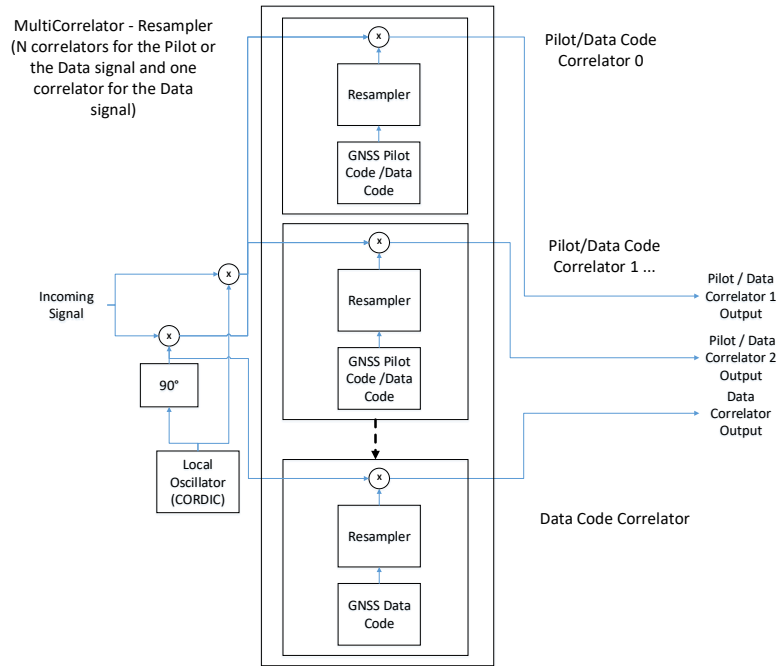 MultiCorrelator - Resampler
(N correlators for the Pilot or
the Data signal and one
correlator for the Data
signal)
x
Pilot/Data Code
Correlator 0
Resampler
GNSS Pilot
Code /Data
Code
x
Pilot/Data Code
Correlator 1 ...
x
Resampler
Incoming
Signal
x
Pilot / Data
Correlator 1
Output
GNSS Pilot
Code /Data
Code
90°
Pilot / Data
Correlator 2
Output
Data
Correlator
Output
Local
Oscillator
(CORDIC)
x
Resampler
Data Code Correlator
GNSS Data
Code